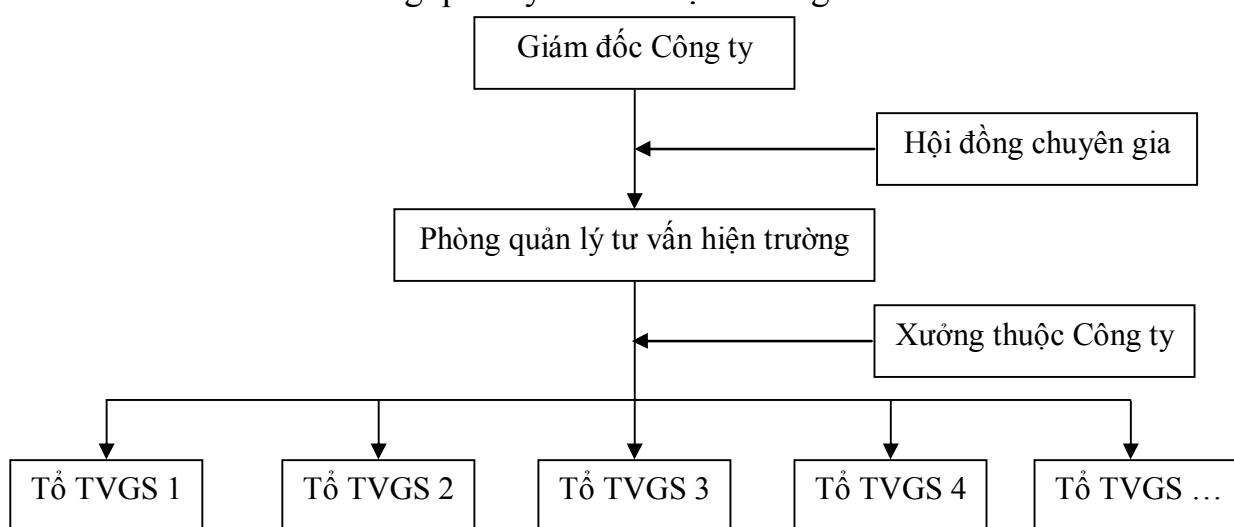 Giám đốc Công ty
Hội đồng chuyên gia
Phòng quản lý tư vấn hiện trường
Xưởng thuộc Công ty
Tổ TVGS 1
Tổ TVGS 2
Tổ TVGS 3
Tổ TVGS 4
Tổ TVGS …